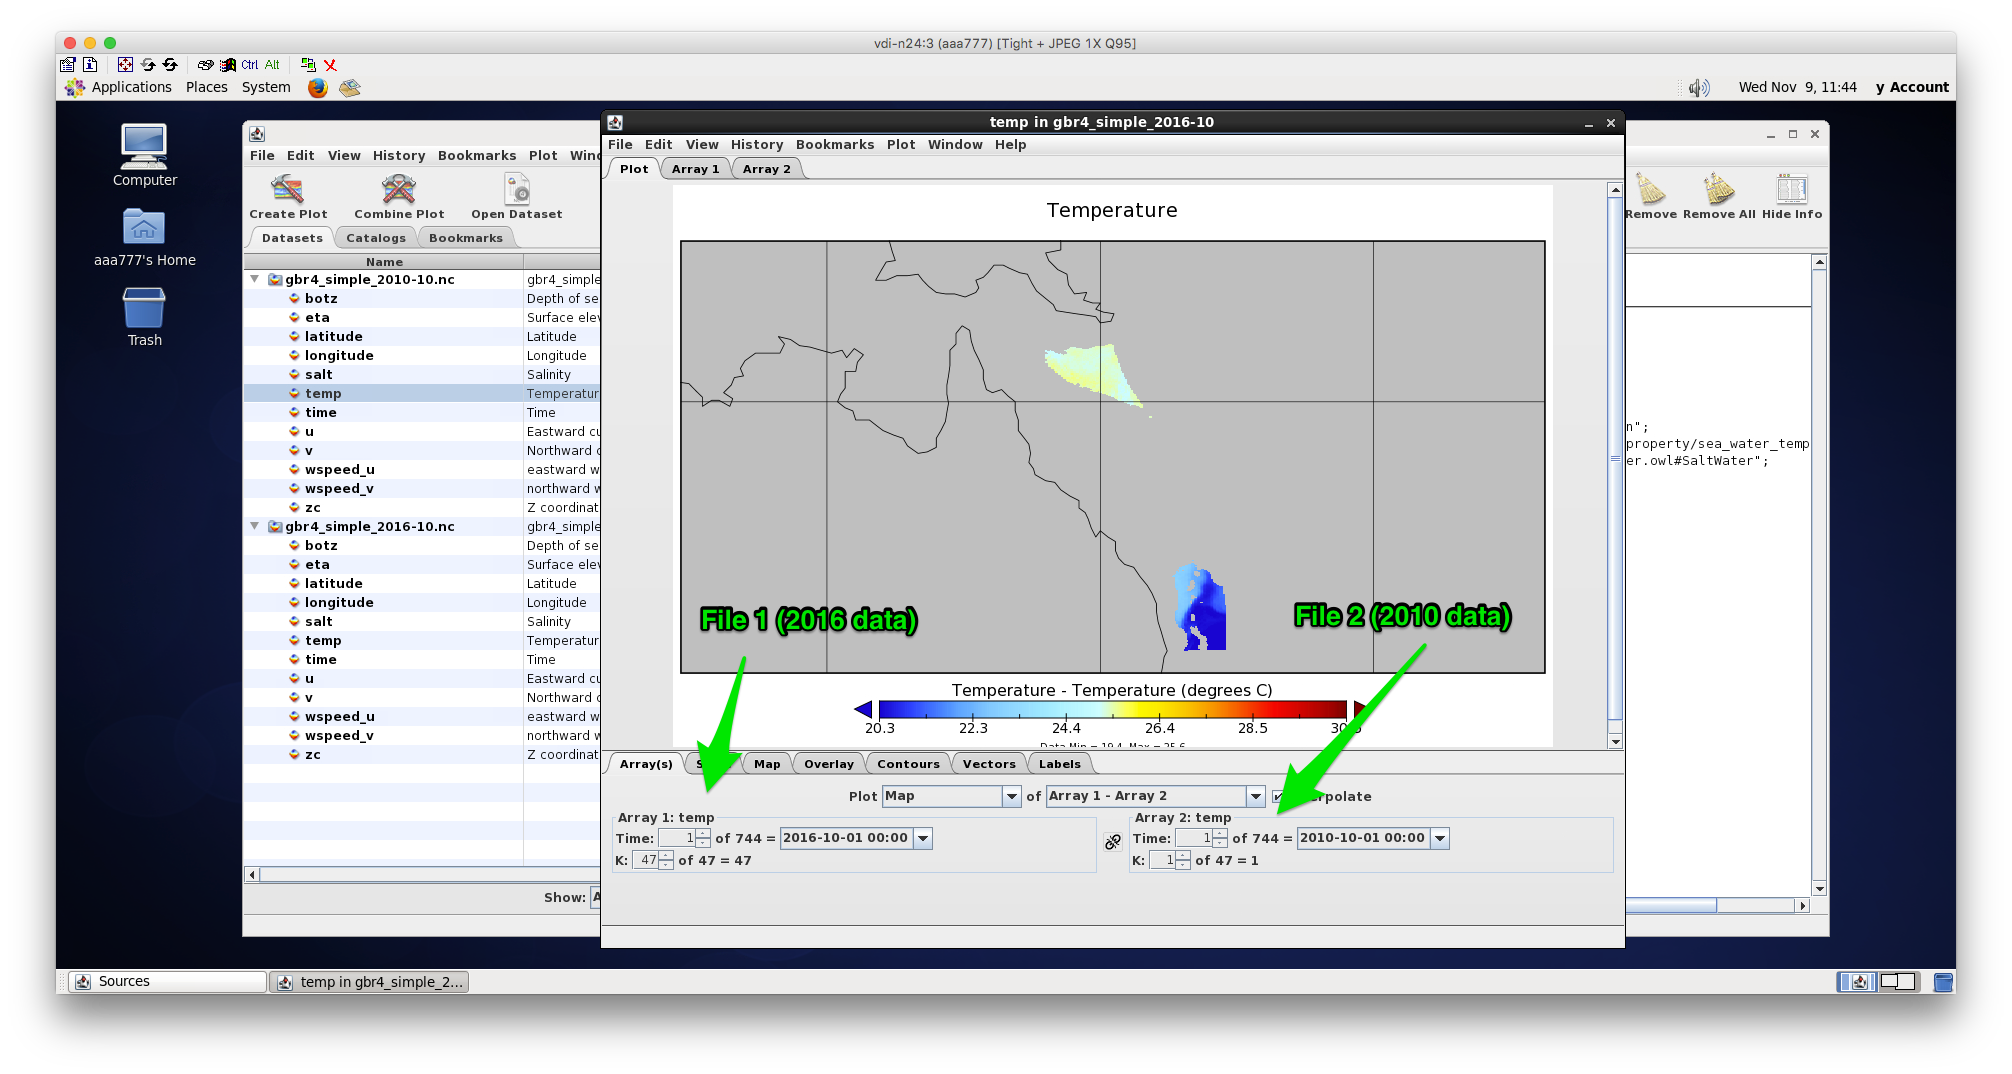 vdi-n24:3 (aaa777) [Tight + JPEG 1X Q95]
Ctrl Alt
Applications Places System
Wed Nov 9, 11:44 y Account
Computer
aaa777's Home
Trash
File Edit View History Bookmarks Plot Wind
Create Plot Combine Plot Open Dataset
Datasets Catalogs Bookmarks
Name
gbr4_simple_2010-10.nc gbr4_simple
botz Depth of se
eta Surface elev
latitude Latitude
longitude Longitude
salt Salinity
temp Temperatur
time Time
u Eastward cu
v Northward c
wspeed_u eastward w
wspeed_v northward w
zc Z coordinat
gbr4_simple_2016-10.nc gbr4_simple
botz Depth of se
eta Surface elev
latitude Latitude
longitude Longitude
salt Salinity
temp Temperatur
time Time
u Eastward cu
v Northward c
wspeed_u eastward w
wspeed_v northward w
zc Z coordinat
Show: A
temp in gbr4_simple_2016-10
File Edit View History Bookmarks Plot Window Help
Plot Array 1 Array 2
Temperature
File 1 (2016 data)
File 2 (2010 data)
Temperature - Temperature (degrees C)
20.3 22.3 24.4 26.4 28.5 30.
Data Min = 19.4, Max = 25.6
Array(s) S Map Overlay Contours Vectors Labels
Plot Map of Array 1 - Array 2 rpolate
Array 1: temp
Time: 1 of 744 = 2016-10-01 00:00
K: 47 of 47 = 47
Array 2: temp
Time: 1 of 744 = 2010-10-01 00:00
K: 1 of 47 = 1
Remove Remove All Hide Info
n";
property/sea_water_temp
er.owl#SaltWater";
Sources
temp in gbr4_simple_2...